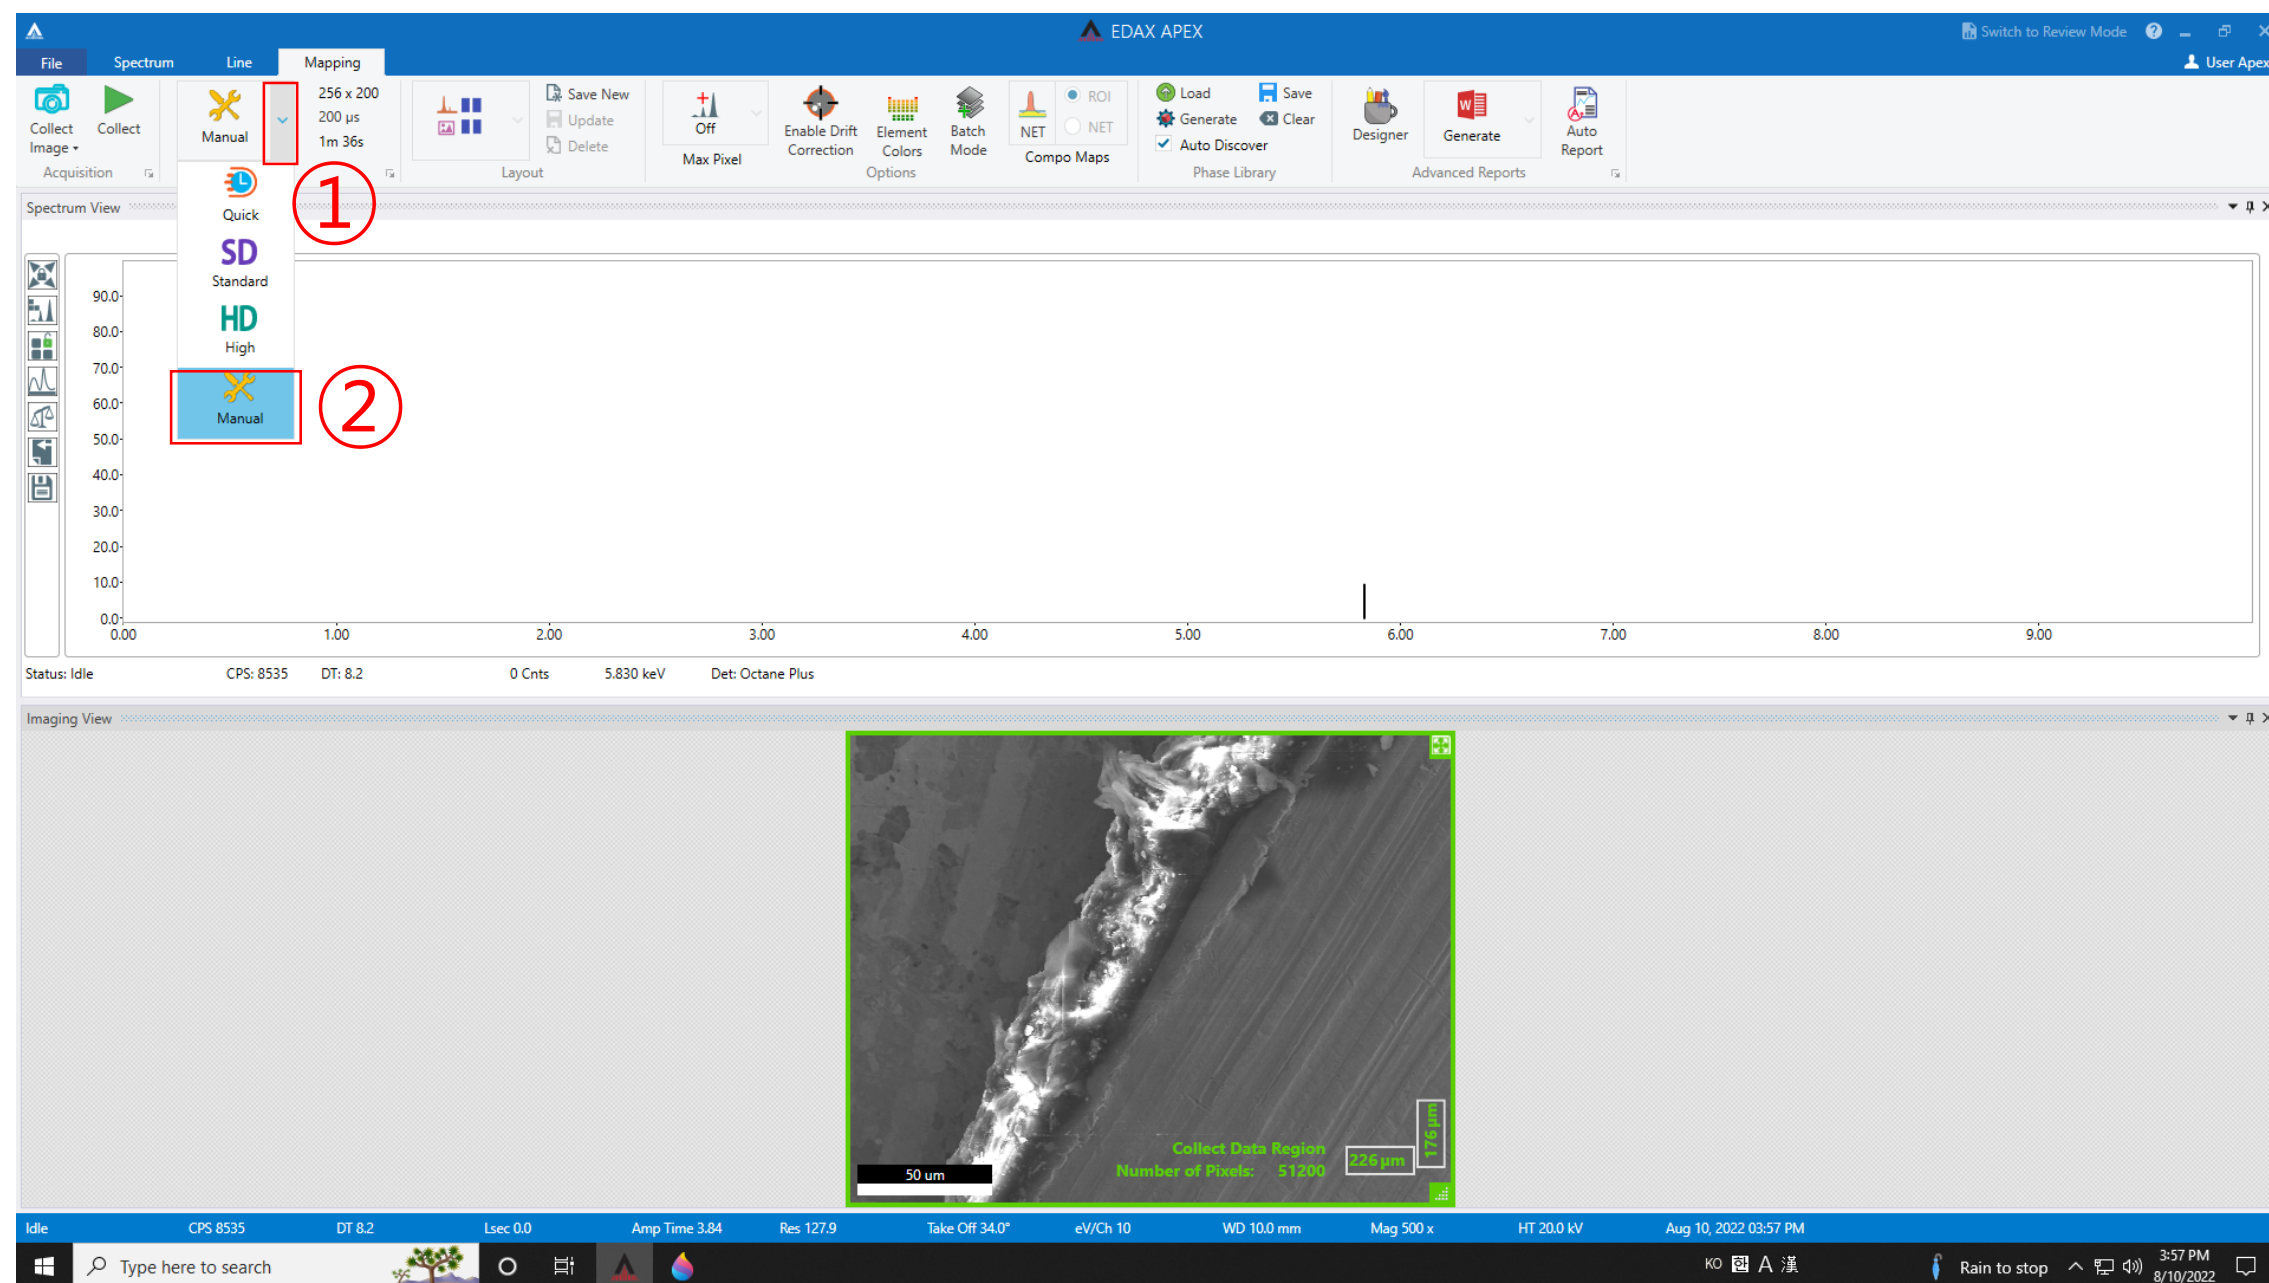 EDAX APEX
Switch to Review Mode
File
Spectrum
Line
Mapping
User Apex
Collect Image
Collect
Acquisition
Manual
256 x 200
200 µs
1m 36s
Quick
SD
Standard
HD
High
Manual
①
②
Save New
Update
Delete
Layout
Off
Max Pixel
Enable Drift Correction
Element Colors
Batch Mode
Options
NET
ROI
NET
Compo Maps
Load
Save
Generate
Clear
Auto Discover
Phase Library
Designer
Generate
Advanced Reports
Auto Report
Spectrum View
90.0
80.0
70.0
60.0
50.0
40.0
30.0
20.0
10.0
0.0
0.00 1.00 2.00 3.00 4.00 5.00 6.00 7.00 8.00 9.00
Status: Idle CPS: 8535 DT: 8.2 0 Cnts 5.830 keV Det: Octane Plus
Imaging View
Collect Data Region
Number of Pixels: 51200
226 µm
176 µm
50 um
Idle CPS 8535 DT 8.2 Lsec 0.0 Amp Time 3.84 Res 127.9 Take Off 34.0° eV/Ch 10 WD 10.0 mm Mag 500 x HT 20.0 kV Aug 10, 2022 03:57 PM
Type here to search
KO 한 A 漢
Rain to stop
3:57 PM
8/10/2022